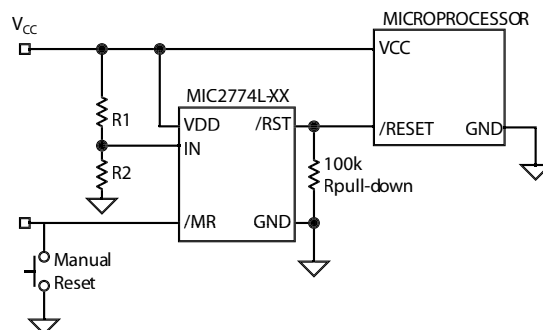 MICROPROCESSOR
VCC
VCC
MIC2774L-XX
R1
VDD
/RST
/RESET
GND
IN
R2
100k
Rpull-down
/MR
GND
Manual
Reset